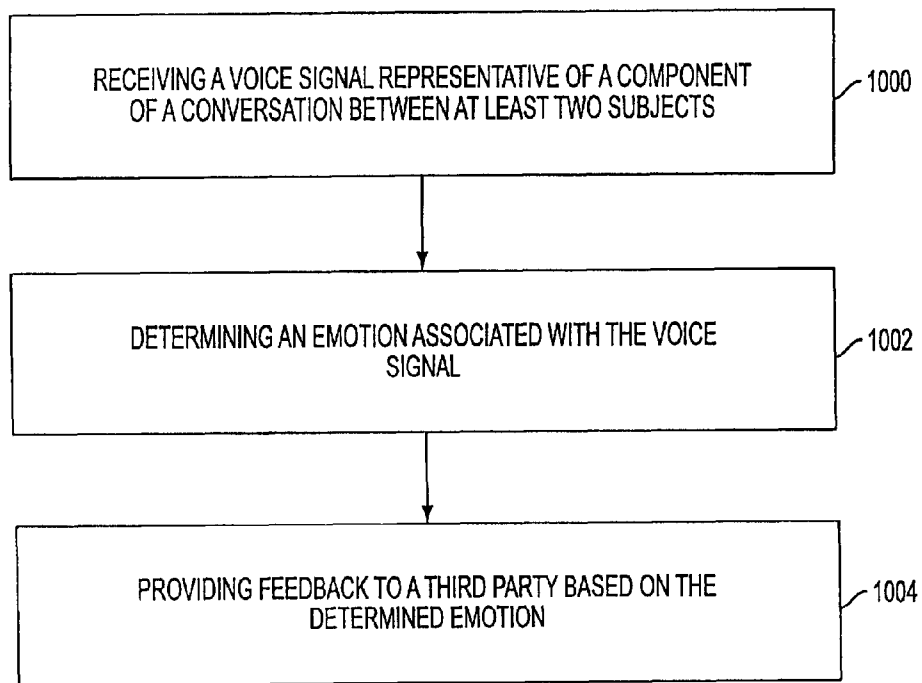 RECEIVING A VOICE SIGNAL REPRESENTATIVE OF A COMPONENT
OF A CONVERSATION BETWEEN AT LEAST TWO SUBJECTS
1000
DETERMINING AN EMOTION ASSOCIATED WITH THE VOICE
SIGNAL
1002
PROVIDING FEEDBACK TO A THIRD PARTY BASED ON THE
DETERMINED EMOTION
1004